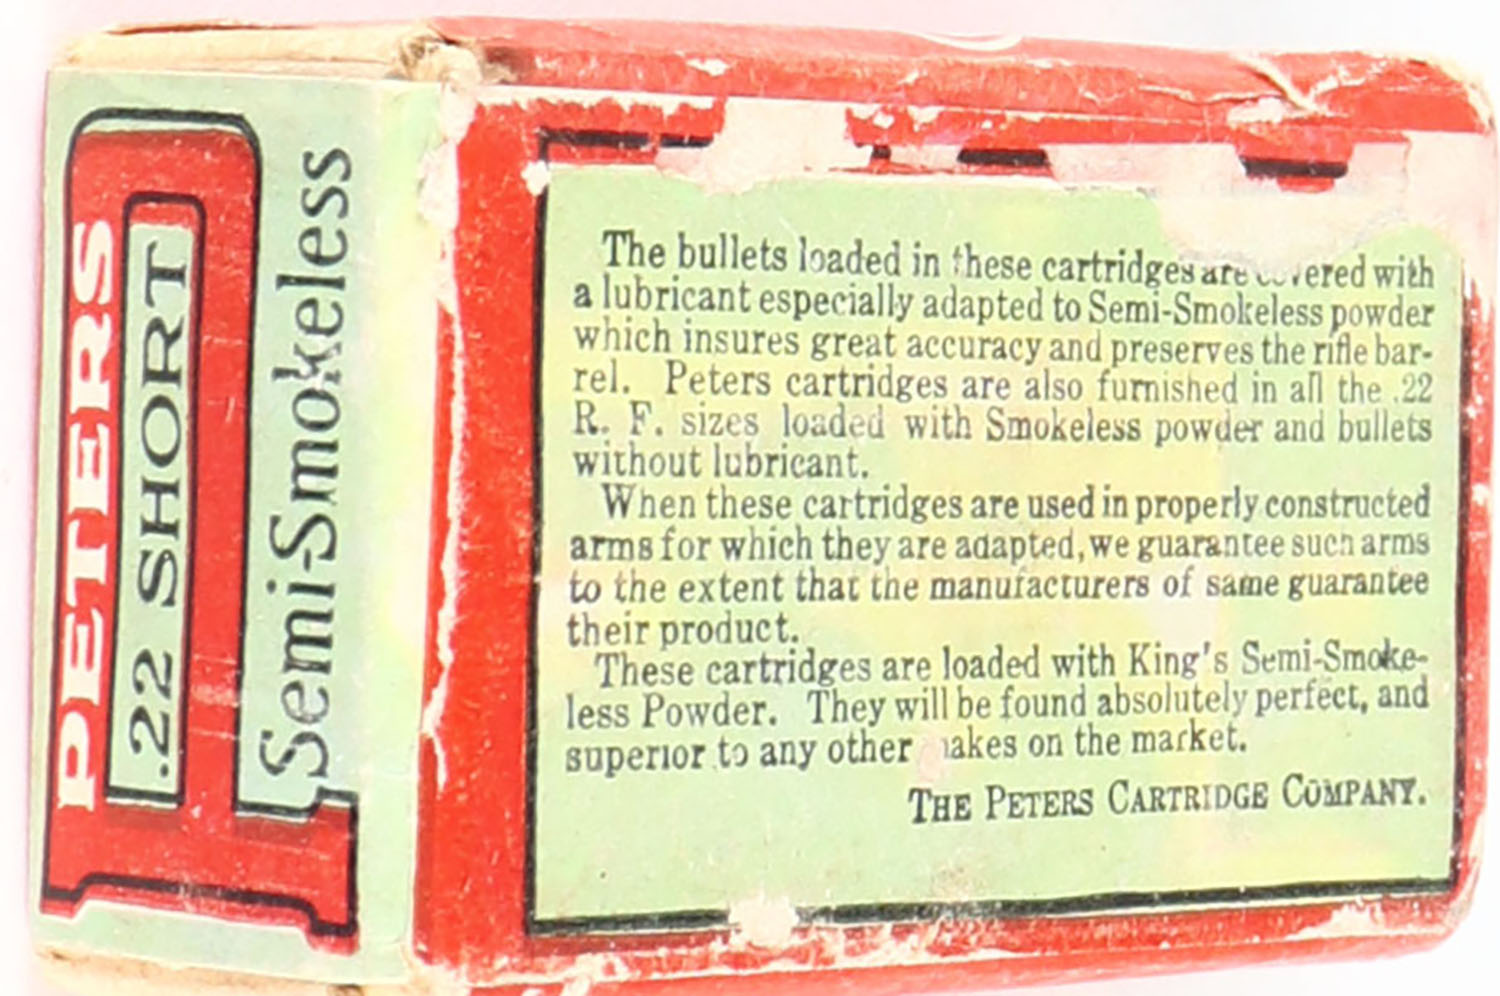 PETERS
.22 SHORT
Semi-Smokeless
The bullets loaded in these cartridges are covered with
a lubricant especially adapted to Semi-Smokeless powder
which insures great accuracy and preserves the rifle bar-
rel. Peters cartridges are also furnished in all the .22
R. F. sizes loaded with Smokeless powder and bullets
without lubricant.
When these cartridges are used in properly constructed
arms for which they are adapted, we guarantee such arms
to the extent that the manufacturers of same guarantee
their product.
These cartridges are loaded with King's Semi-Smoke-
less Powder. They will be found absolutely perfect, and
superior to any other makes on the market.
THE PETERS CARTRIDGE COMPANY.